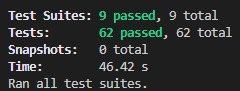 Test Suites: 9 passed, 9 total
Tests:       62 passed, 62 total
Snapshots:   0 total
Time:        46.42 s
Ran all test suites.